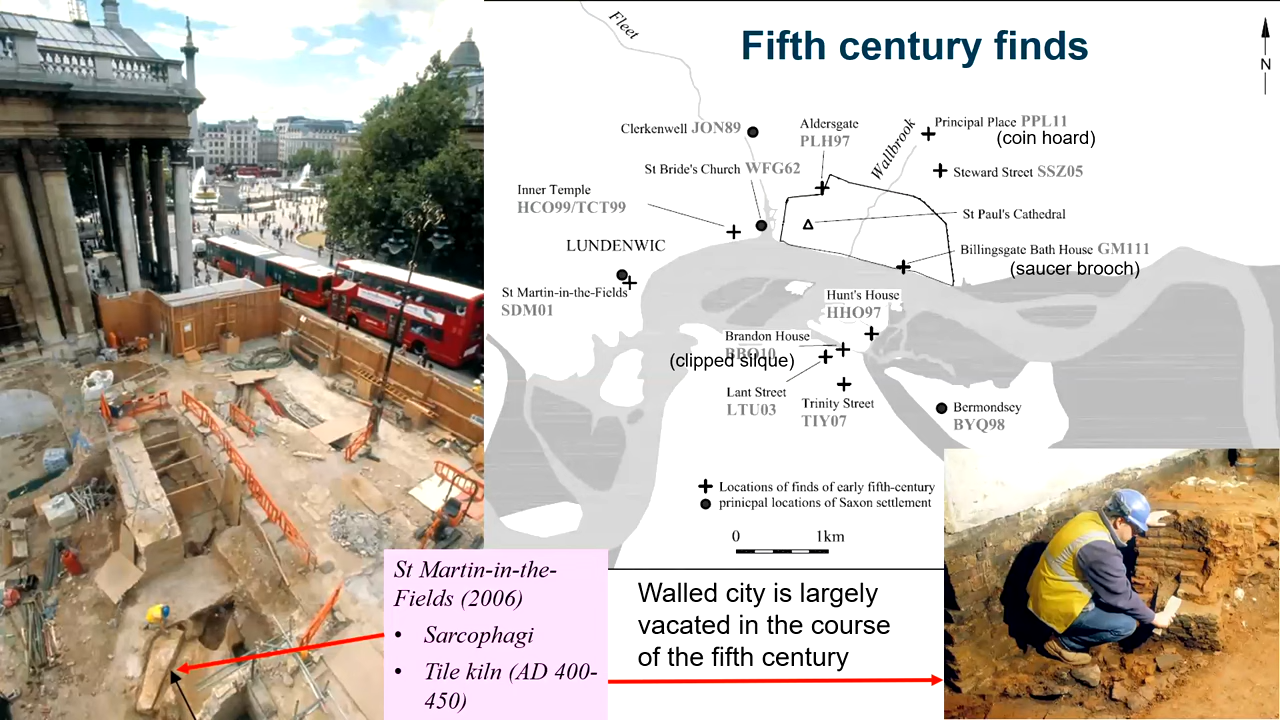 Fifth century finds
Fleet
N
Clerkenwell JON89
Aldersgate
PLH97
Wallbrook
Principal Place PPL11
(coin hoard)
St Bride's Church WFG62
Steward Street SSZ05
Inner Temple
HCO99/TCT99
St Paul's Cathedral
LUNDENWIC
Billingsgate Bath House GM111
(saucer brooch)
St Martin-in-the-Fields
SDM01
Hunt's House
HHO97
Brandon House
BBO10
(clipped silque)
Lant Street
LTU03
Trinity Street
TIY07
Bermondsey
BYQ98
Locations of finds of early fifth-century
prinicpal locations of Saxon settlement
0 1km
St Martin-in-the-
Fields (2006)
• Sarcophagi
• Tile kiln (AD 400-
450)
Walled city is largely
vacated in the course
of the fifth century